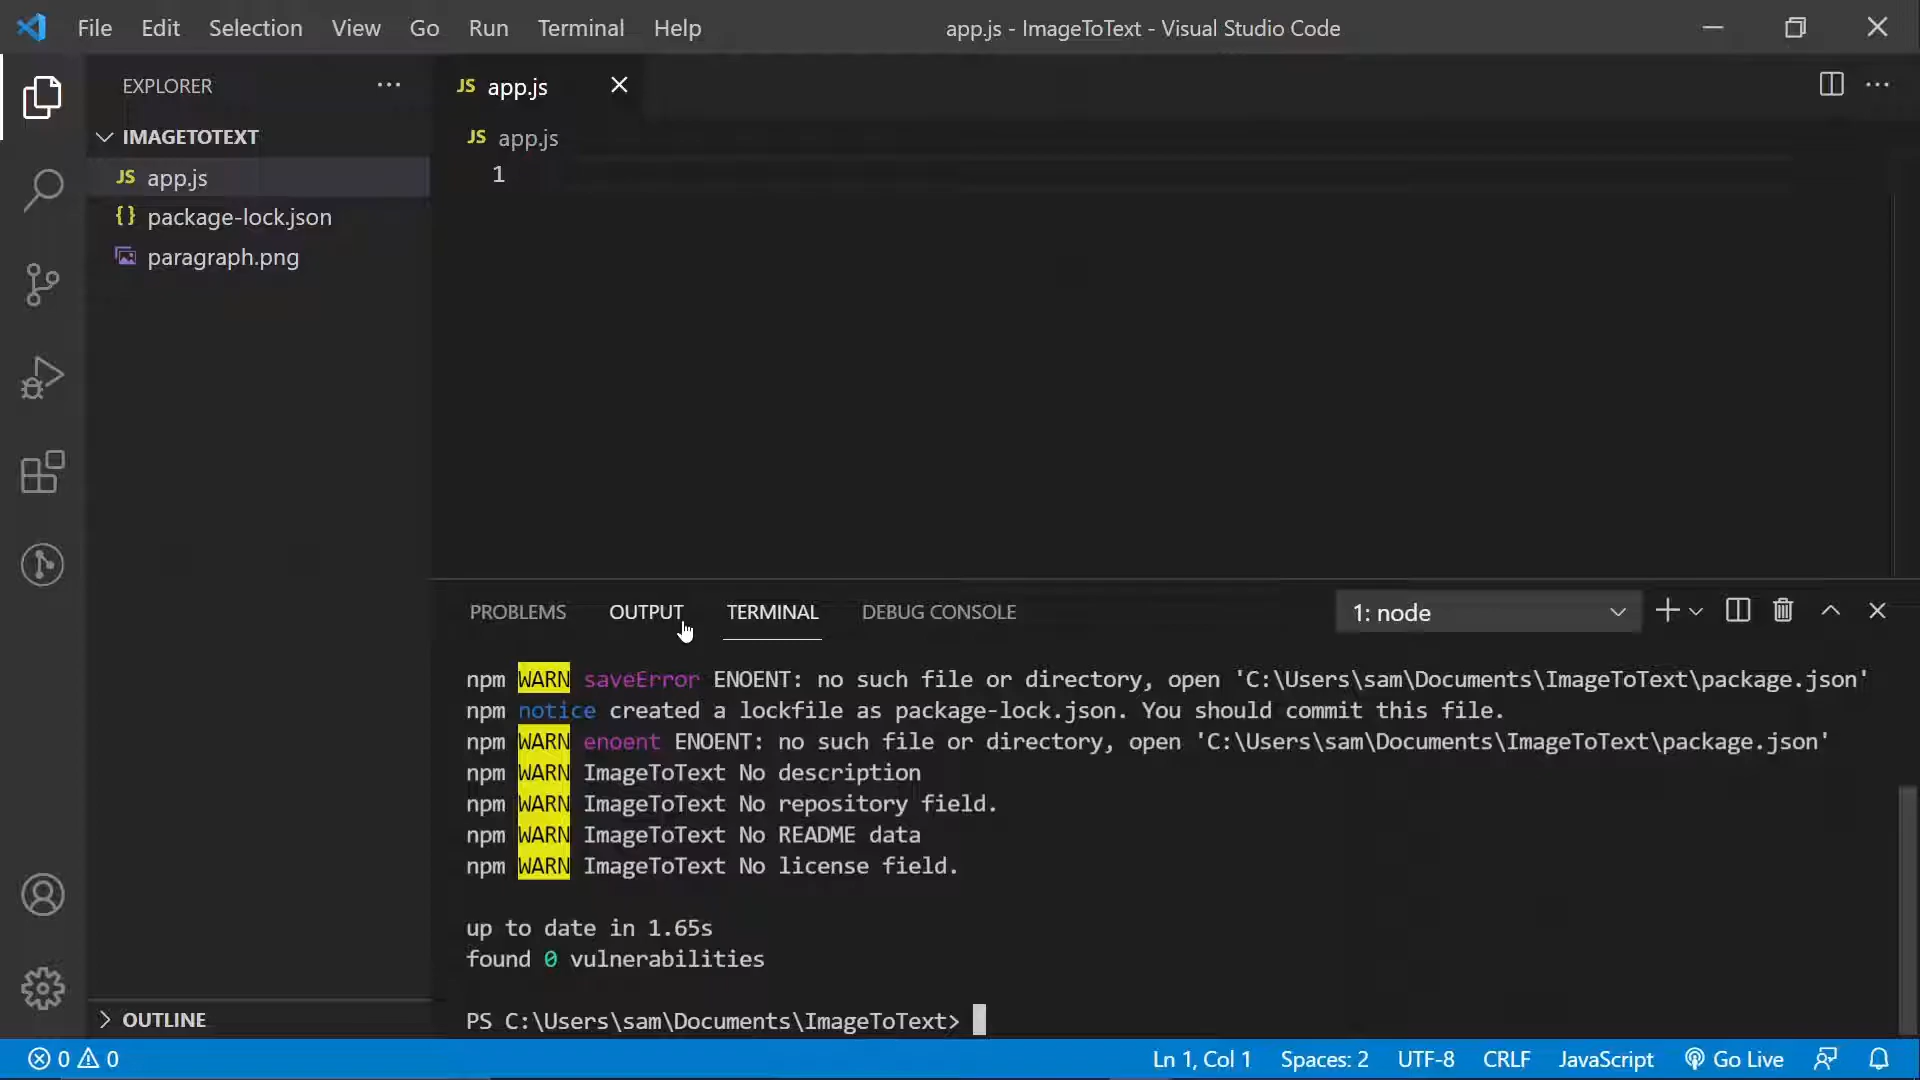 File Edit Selection View Go Run Terminal Help
app.js - ImageToText - Visual Studio Code
EXPLORER
IMAGETOTEXT
JS app.js
{} package-lock.json
paragraph.png
OUTLINE
JS app.js
JS app.js
1
PROBLEMS OUTPUT TERMINAL DEBUG CONSOLE
1: node
npm WARN saveError ENOENT: no such file or directory, open 'C:\Users\sam\Documents\ImageToText\package.json'
npm notice created a lockfile as package-lock.json. You should commit this file.
npm WARN enoent ENOENT: no such file or directory, open 'C:\Users\sam\Documents\ImageToText\package.json'
npm WARN ImageToText No description
npm WARN ImageToText No repository field.
npm WARN ImageToText No README data
npm WARN ImageToText No license field.
up to date in 1.65s
found 0 vulnerabilities
PS C:\Users\sam\Documents\ImageToText>
0 0
Ln 1, Col 1 Spaces: 2 UTF-8 CRLF JavaScript Go Live